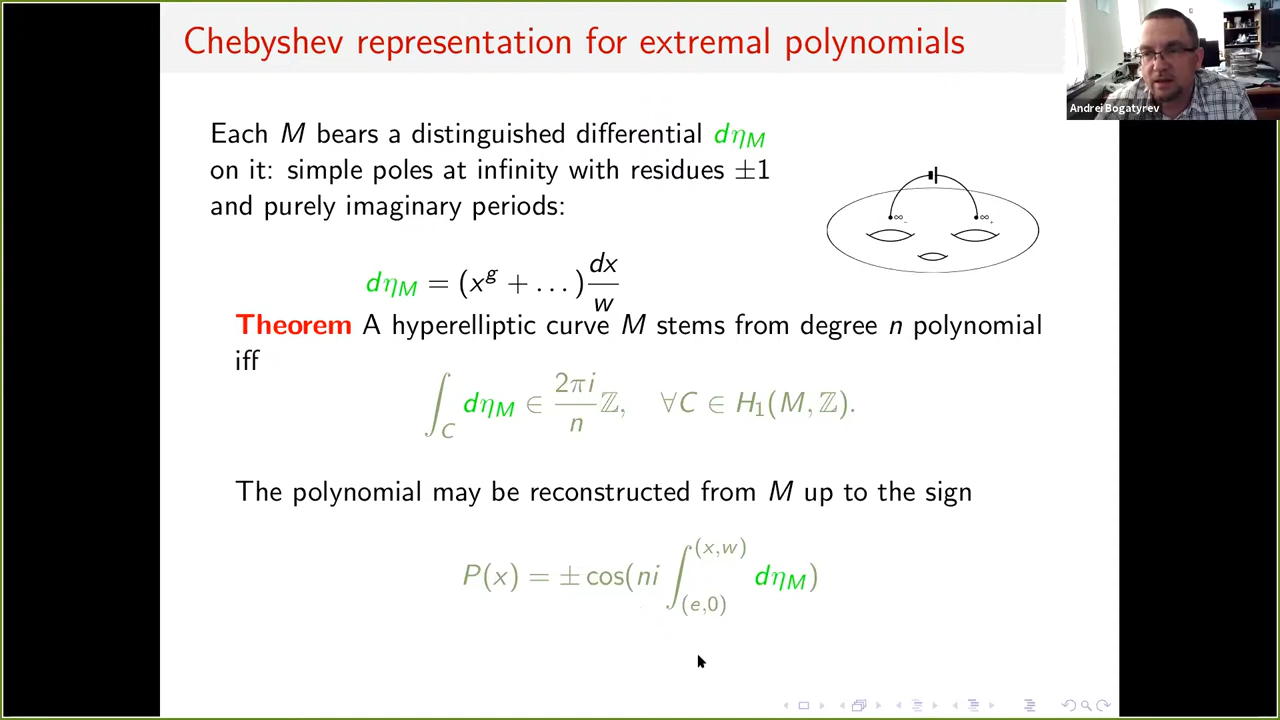 Chebyshev representation for extremal polynomials
Andrei Bogatyrev
Each M bears a distinguished differential dη_M
on it: simple poles at infinity with residues ±1
and purely imaginary periods:
∞_- ∞_+
dη_M = (x^g + ...) dx/w
Theorem A hyperelliptic curve M stems from degree n polynomial
iff
∫_C dη_M ∈ 2πi/n ℤ, ∀C ∈ H_1(M, ℤ).
The polynomial may be reconstructed from M up to the sign
P(x) = ± cos(ni ∫_(e,0)^(x,w) dη_M)